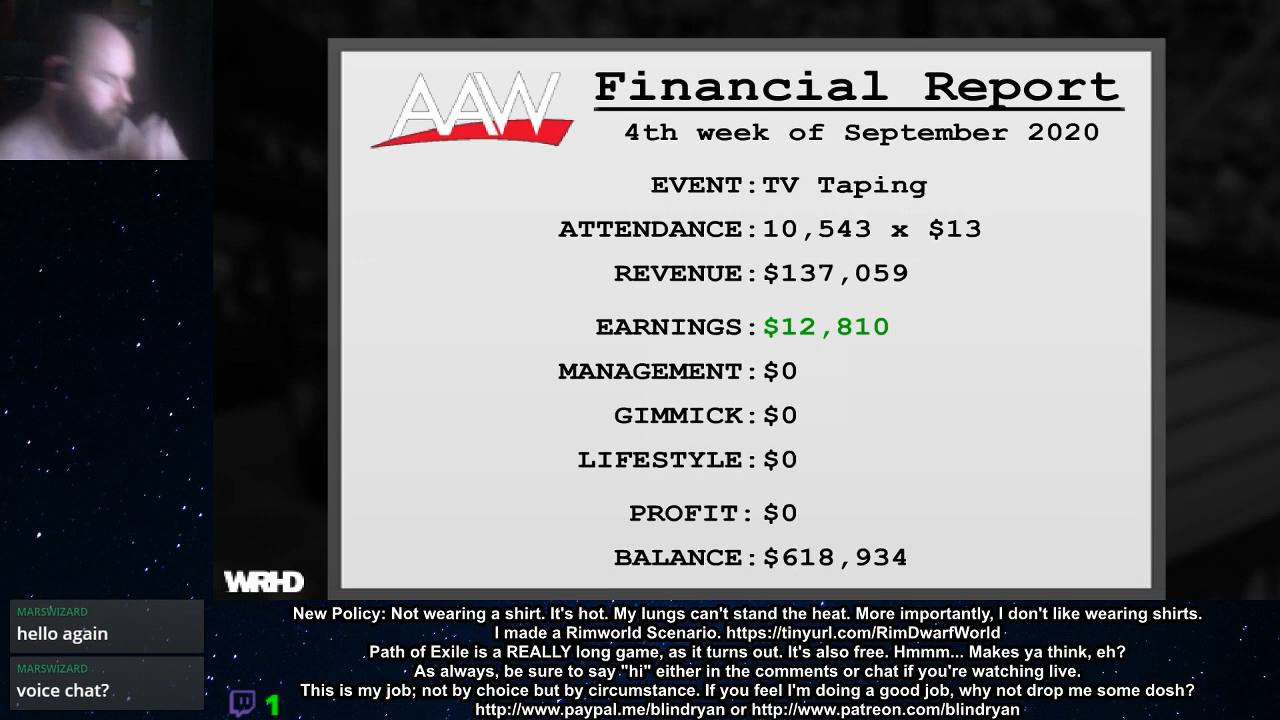 AAW
Financial Report
4th week of September 2020
EVENT: TV Taping
ATTENDANCE: 10,543 x $13
REVENUE: $137,059
EARNINGS: $12,810
MANAGEMENT: $0
GIMMICK: $0
LIFESTYLE: $0
PROFIT: $0
BALANCE: $618,934
WRHD
MARSWIZARD
hello again
MARSWIZARD
voice chat?
1
New Policy: Not wearing a shirt. It's hot. My lungs can't stand the heat. More importantly, I don't like wearing shirts.
I made a Rimworld Scenario. https://tinyurl.com/RimDwarfWorld
Path of Exile is a REALLY long game, as it turns out. It's also free. Hmmm... Makes ya think, eh?
As always, be sure to say "hi" either in the comments or chat if you're watching live.
This is my job; not by choice but by circumstance. If you feel I'm doing a good job, why not drop me some dosh?
http://www.paypal.me/blindryan or http://www.patreon.com/blindryan